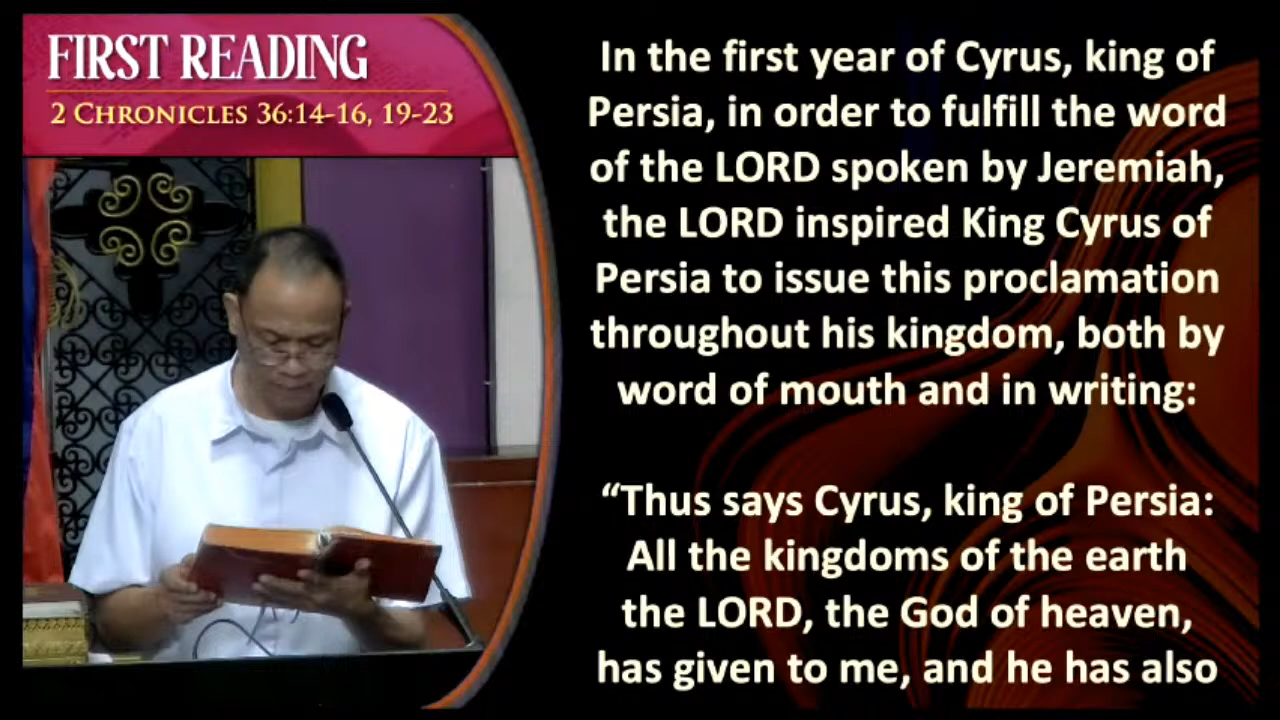 FIRST READING
2 CHRONICLES 36:14-16, 19-23
In the first year of Cyrus, king of
Persia, in order to fulfill the word
of the LORD spoken by Jeremiah,
the LORD inspired King Cyrus of
Persia to issue this proclamation
throughout his kingdom, both by
word of mouth and in writing:
“Thus says Cyrus, king of Persia:
All the kingdoms of the earth
the LORD, the God of heaven,
has given to me, and he has also